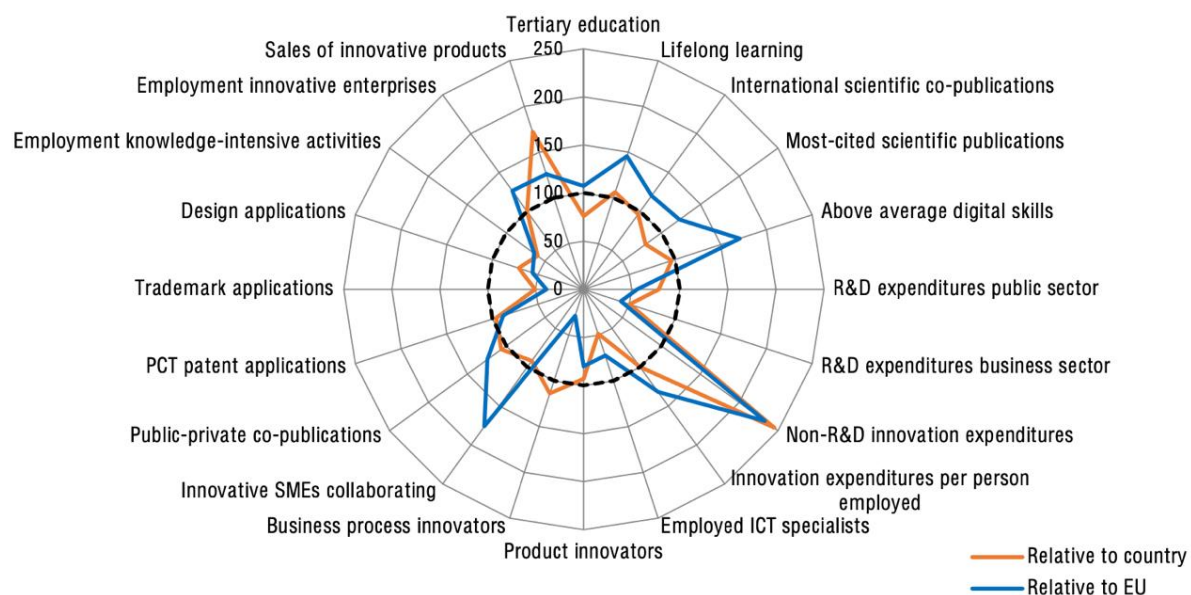 Tertiary education
Lifelong learning
International scientific co-publications
Most-cited scientific publications
Above average digital skills
R&D expenditures public sector
R&D expenditures business sector
Non-R&D innovation expenditures
Innovation expenditures per person
employed
Employed ICT specialists
Product innovators
Business process innovators
Innovative SMEs collaborating
Public-private co-publications
PCT patent applications
Trademark applications
Design applications
Employment knowledge-intensive activities
Employment innovative enterprises
Sales of innovative products
250
200
150
100
50
0
Relative to country
Relative to EU